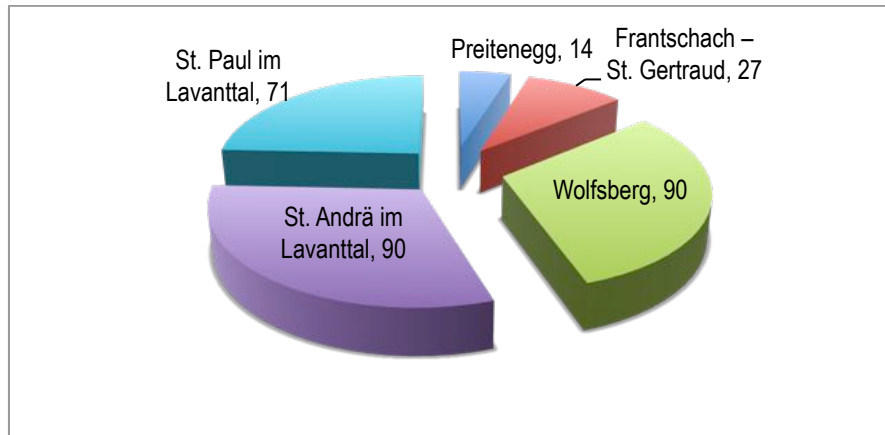 Preitenegg, 14
Frantschach –
St. Gertraud, 27
St. Paul im
Lavanttal, 71
Wolfsberg, 90
St. Andrä im
Lavanttal, 90